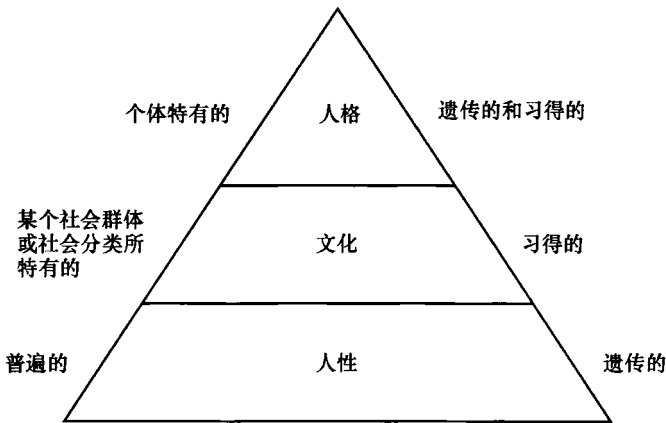 个体特有的
人格
遗传的和习得的
某个社会群体
或社会分类所
特有的
文化
习得的
普遍的
人性
遗传的